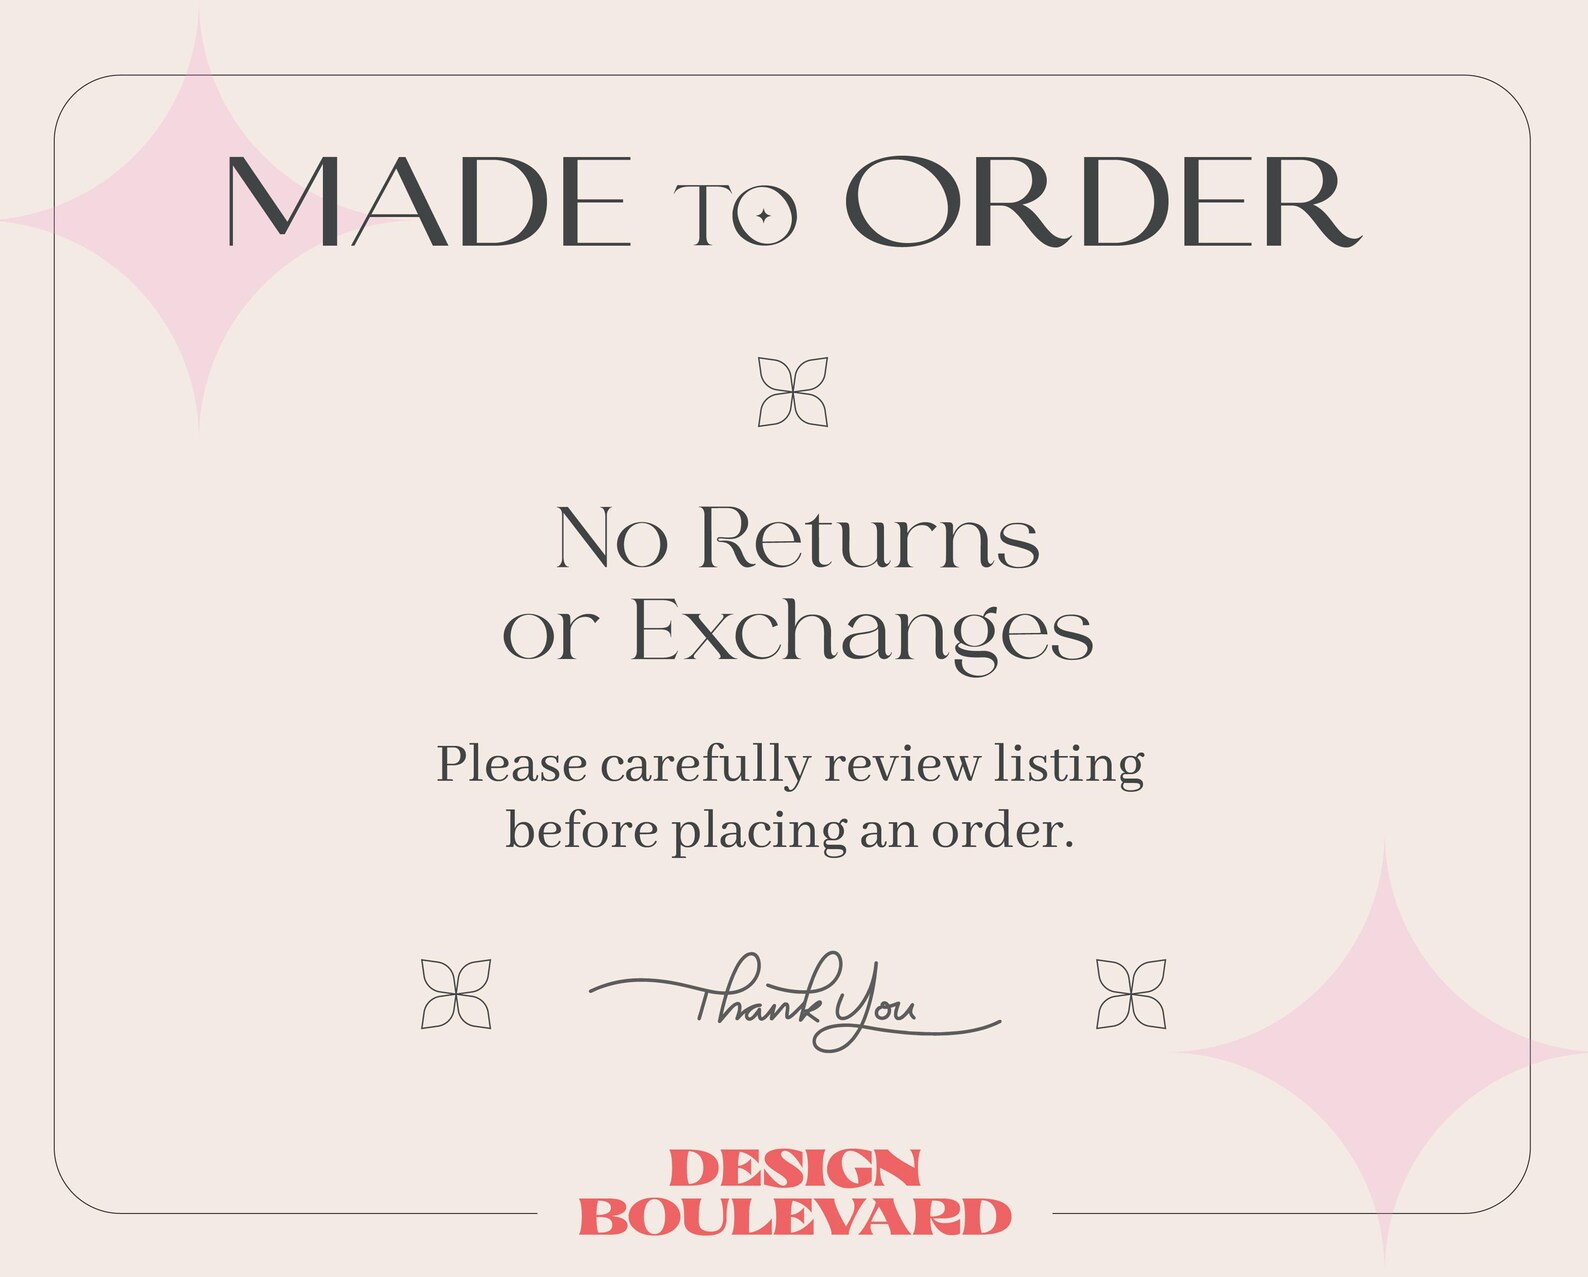 MADE TO ORDER
No Returns
or Exchanges
Please carefully review listing
before placing an order.
Thank You
DESIGN
BOULEVARD